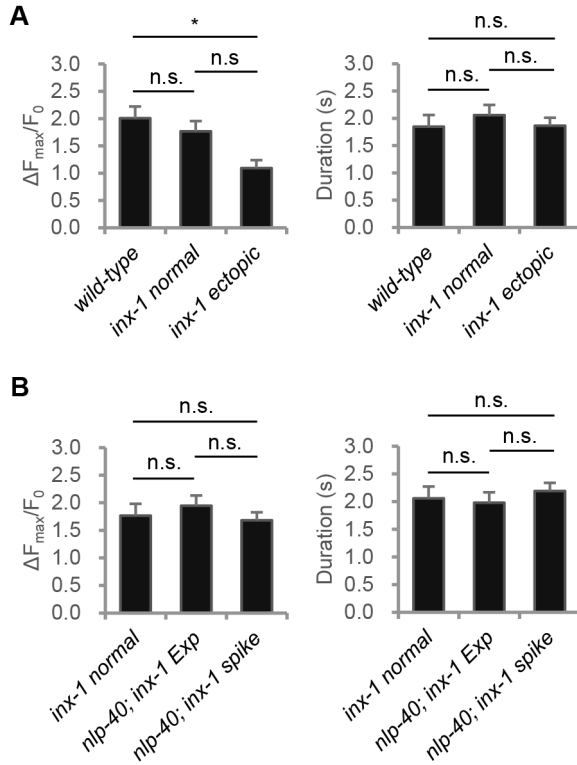 A
*
n.s.
n.s
3.0
2.5
2.0
1.5
1.0
0.5
0.0
ΔFmax/F0
wild-type
inx-1 normal
inx-1 ectopic
n.s.
n.s.
n.s.
3.0
2.5
2.0
1.5
1.0
0.5
0.0
Duration (s)
wild-type
inx-1 normal
inx-1 ectopic
B
n.s.
n.s.
n.s.
3.0
2.5
2.0
1.5
1.0
0.5
0.0
ΔFmax/F0
inx-1 normal
nlp-40; inx-1 Exp
nlp-40; inx-1 spike
n.s.
n.s.
n.s.
3.0
2.5
2.0
1.5
1.0
0.5
0.0
Duration (s)
inx-1 normal
nlp-40; inx-1 Exp
nlp-40; inx-1 spike